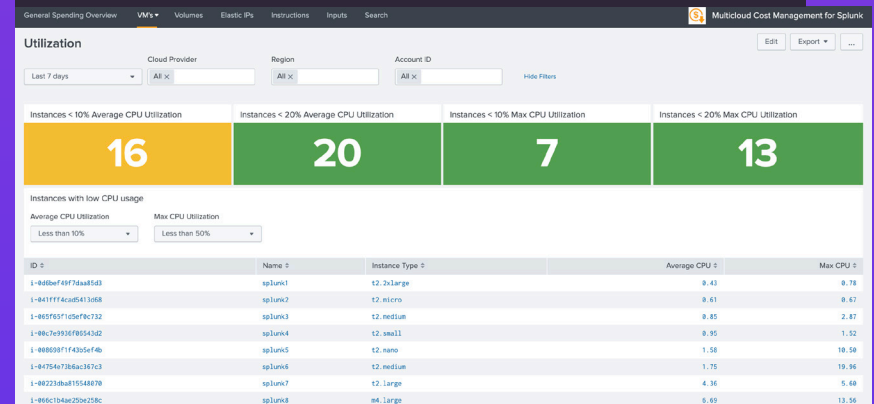 General Spending Overview VM's Volumes Elastic IPs Instructions Inputs Search Multicloud Cost Management for Splunk
Utilization Edit Export ...
Cloud Provider Region Account ID
Last 7 days All × All × All × Hide Filters
Instances < 10% Average CPU Utilization Instances < 20% Average CPU Utilization Instances < 10% Max CPU Utilization Instances < 20% Max CPU Utilization
16 20 7 13
Instances with low CPU usage
Average CPU Utilization Max CPU Utilization
Less than 10% Less than 50%
ID Name Instance Type Average CPU Max CPU
i-0d6bef49f7daa85d3 splunk1 t2.2xlarge 0.43 0.78
i-041fff4cad5413d68 splunk2 t2.micro 0.61 0.67
i-065f65f1d5ef0c732 splunk3 t2.medium 0.85 2.87
i-00c7e9936f06543d2 splunk4 t2.small 0.95 1.52
i-008698f1f43b5ef4b splunk5 t2.nano 1.58 10.50
i-04754e73b6ac367c3 splunk6 t2.medium 1.75 19.96
i-00223dba815548070 splunk7 t2.large 4.36 5.60
i-066c1b4ae25be258c splunk8 m4.large 6.69 13.56